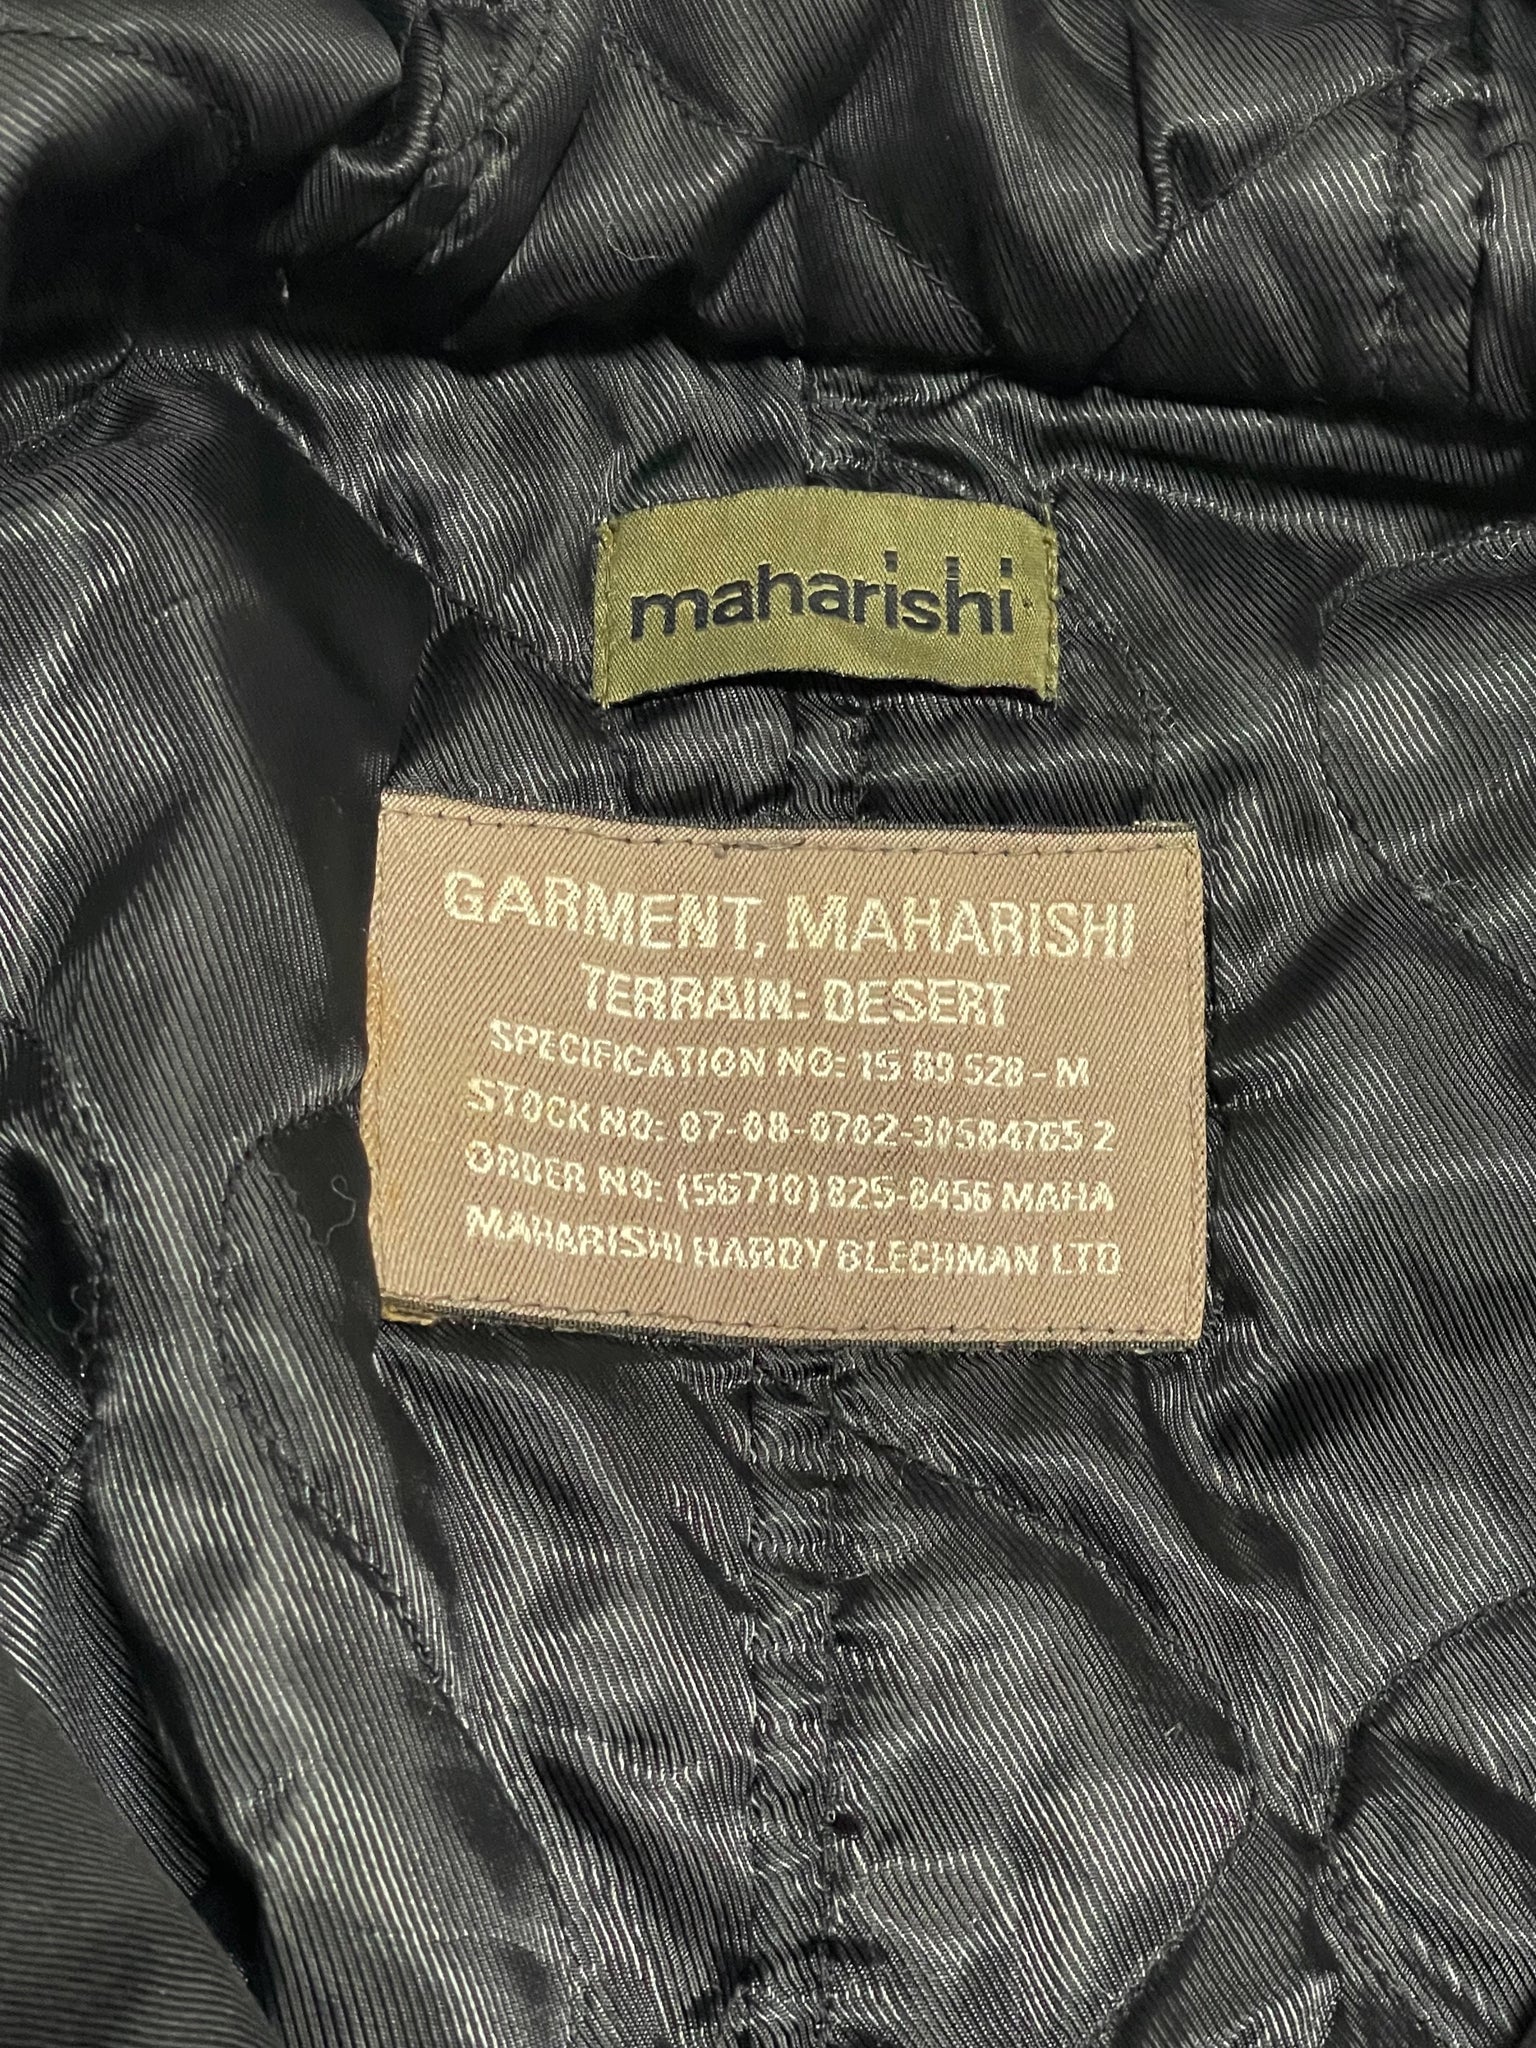 maharishi
GARMENT, MAHARISHI
TERRAIN: DESERT
SPECIFICATION NO: 15 89 528 - M
STOCK NO: 07-08-0702-30584765 2
ORDER NO: (56710) 825-8456 MAHA
MAHARISHI HARDY BLECHMAN LTD